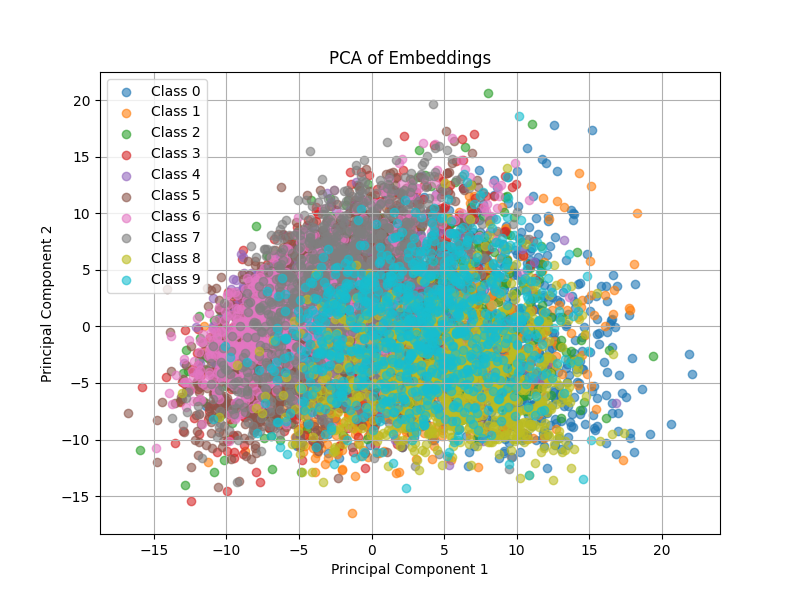 PCA of Embeddings
Class 0
Class 1
Class 2
Class 3
Class 4
Class 5
Class 6
Class 7
Class 8
Class 9
20
15
10
5
0
−5
−10
−15
Principal Component 2
−15 −10 −5 0 5 10 15 20
Principal Component 1